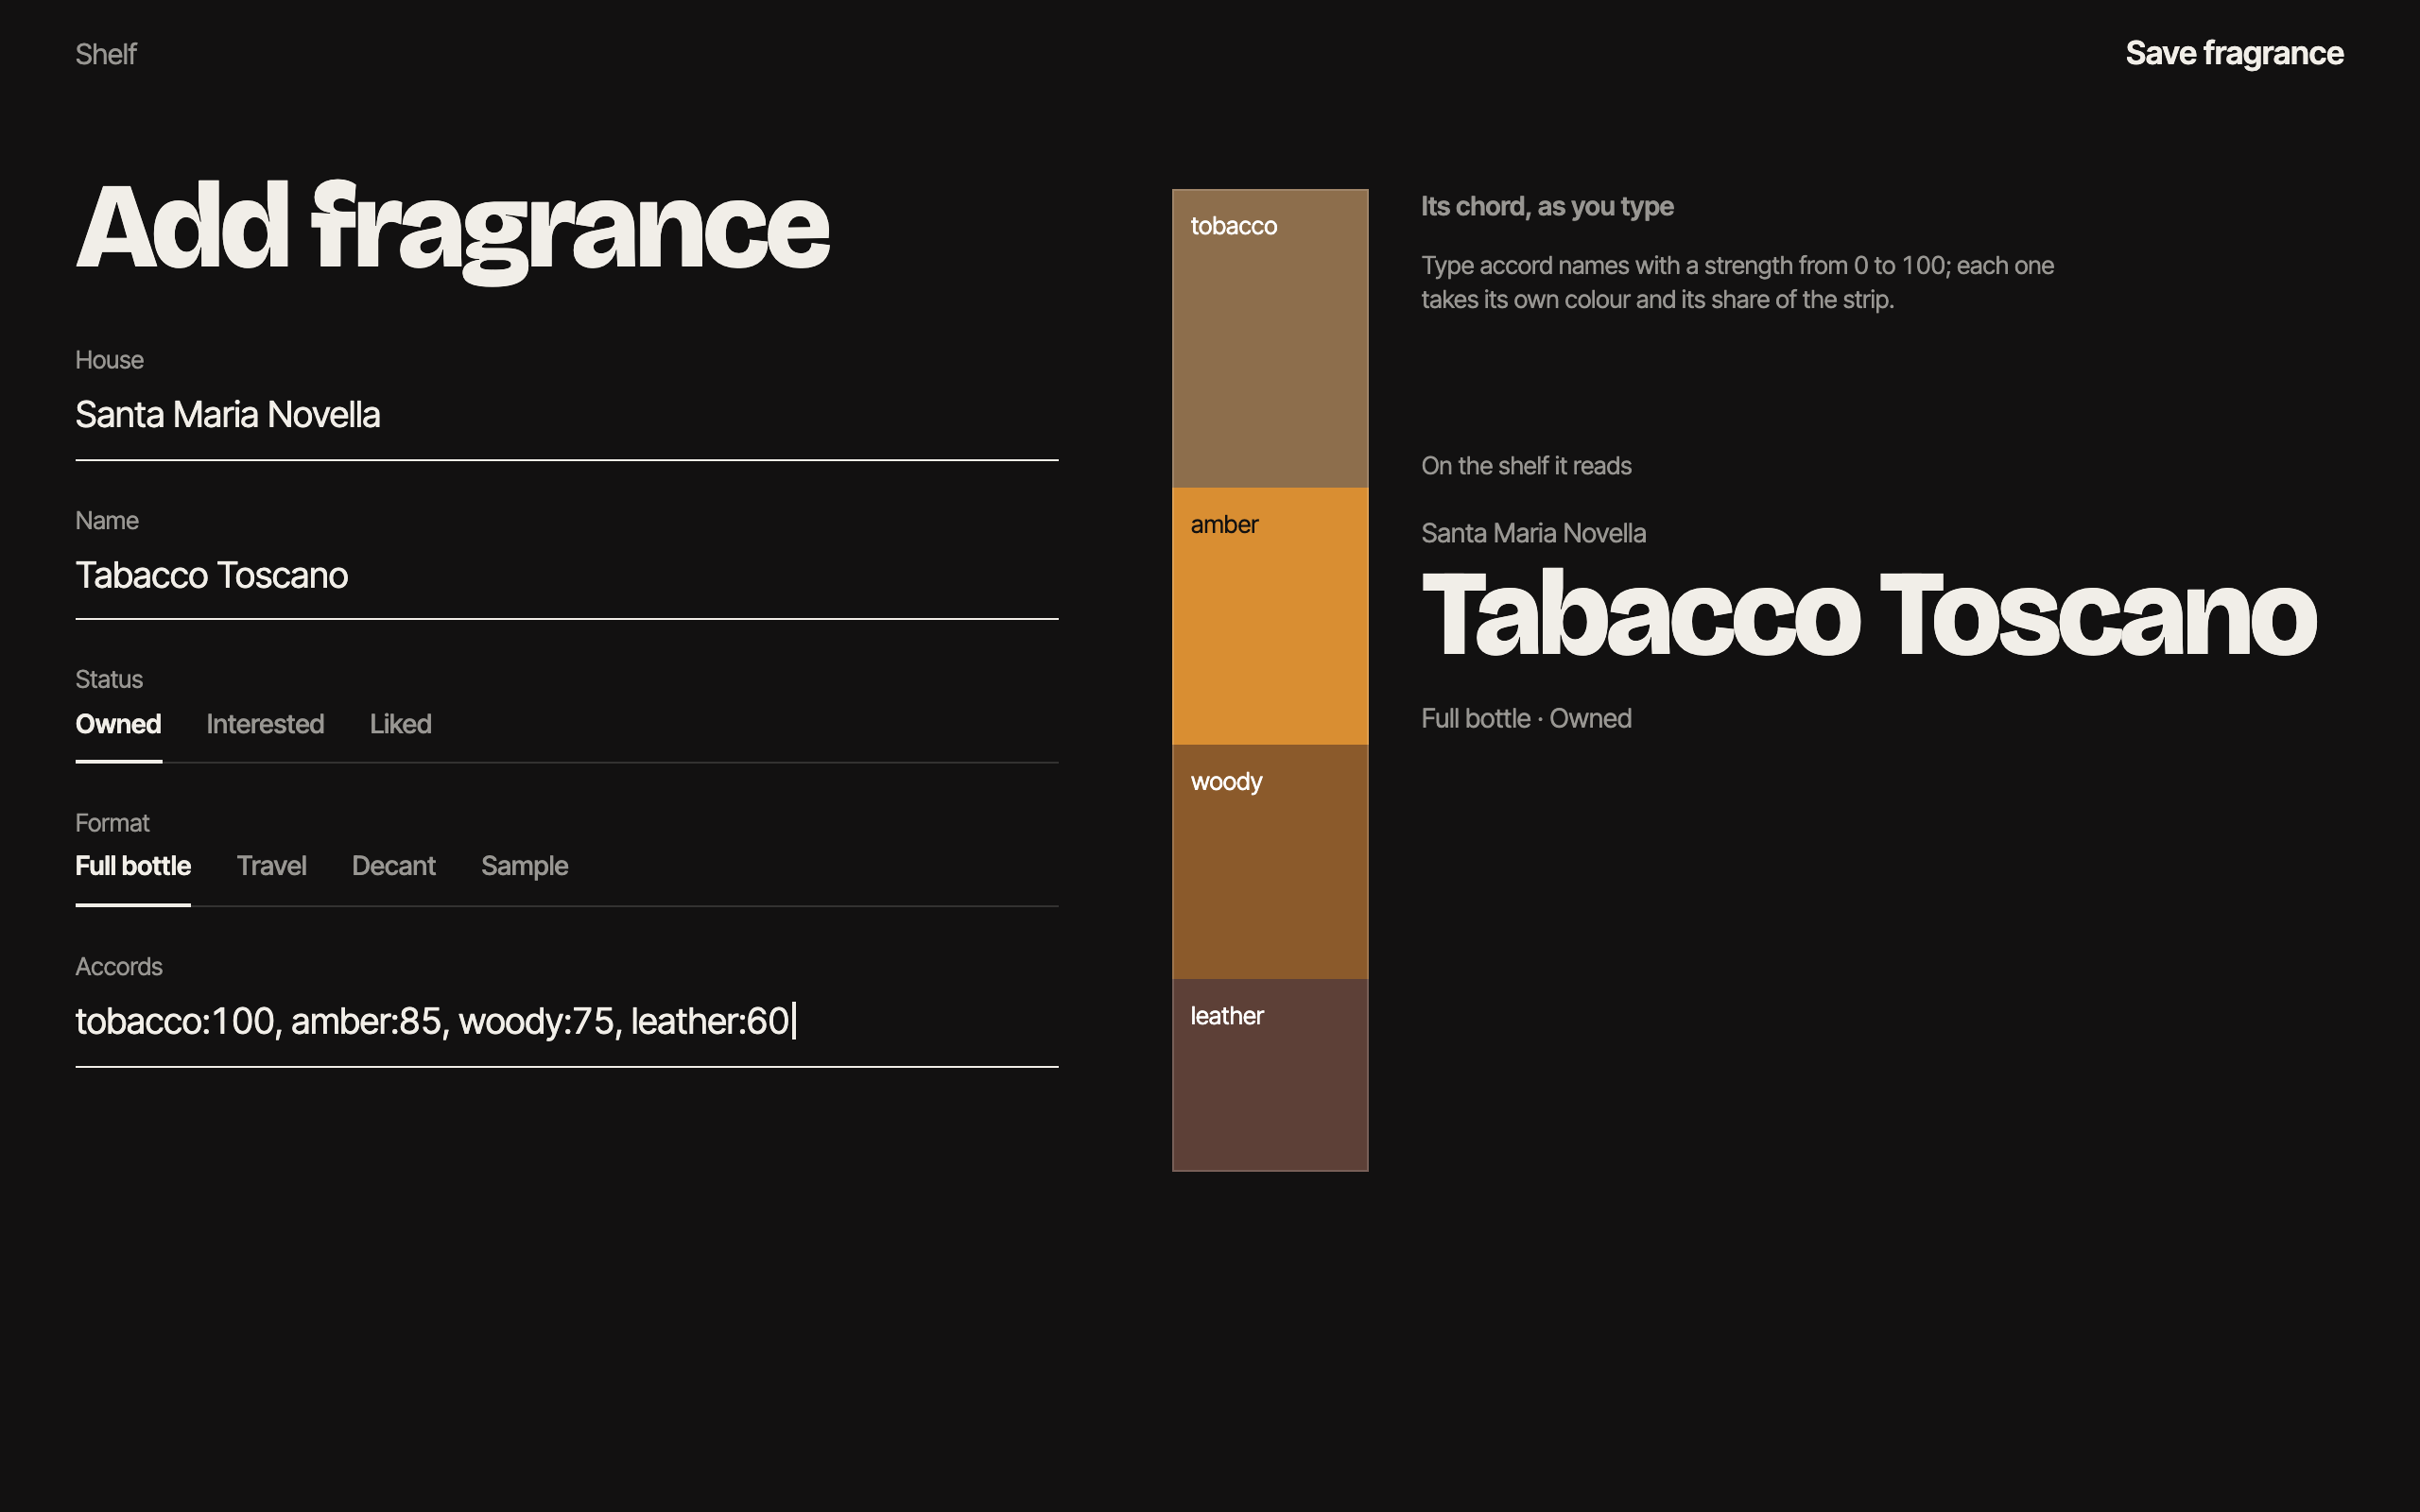 Shelf
Save fragrance
Add fragrance
House
Santa Maria Novella
Name
Tabacco Toscano
Status
Owned Interested Liked
Format
Full bottle Travel Decant Sample
Accords
tobacco:100, amber:85, woody:75, leather:60
tobacco
amber
woody
leather
Its chord, as you type
Type accord names with a strength from 0 to 100; each one
takes its own colour and its share of the strip.
On the shelf it reads
Santa Maria Novella
Tabacco Toscano
Full bottle · Owned